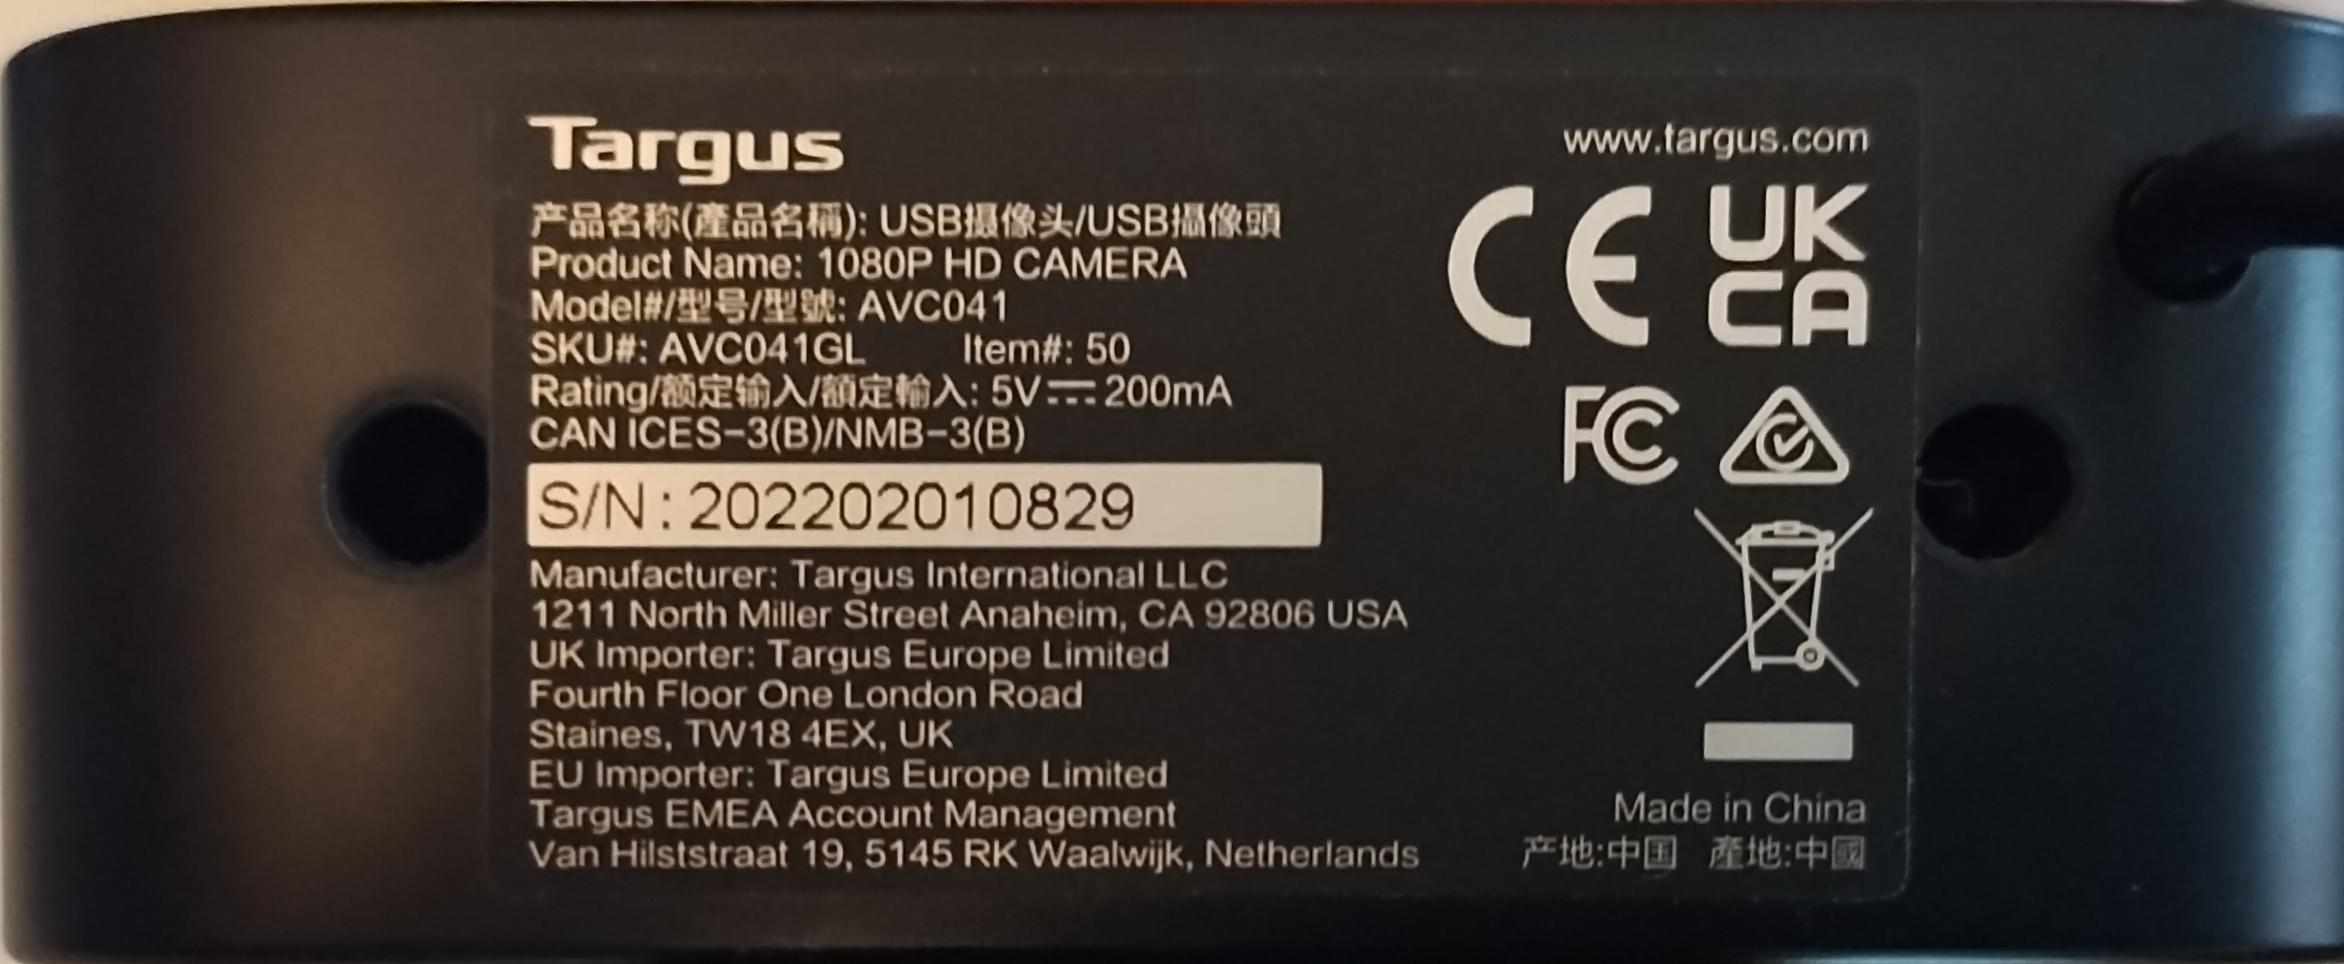 Targus
产品名称(產品名稱): USB摄像头/USB攝像頭
Product Name: 1080P HD CAMERA
Model#/型号/型號: AVC041
SKU#: AVC041GL Item#: 50
Rating/额定输入/額定輸入: 5V⎓200mA
CAN ICES-3(B)/NMB-3(B)
S/N: 202202010829
Manufacturer: Targus International LLC
1211 North Miller Street Anaheim, CA 92806 USA
UK Importer: Targus Europe Limited
Fourth Floor One London Road
Staines, TW18 4EX, UK
EU Importer: Targus Europe Limited
Targus EMEA Account Management
Van Hilststraat 19, 5145 RK Waalwijk, Netherlands
www.targus.com
CE UK
CA
FC
Made in China
产地:中国 產地:中國